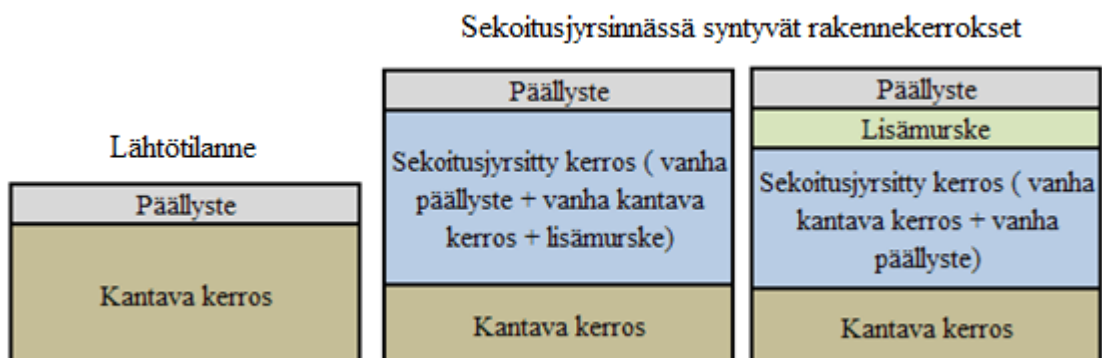 Sekoitusjyrsinnässä syntyvät rakennekerrokset
Lähtötilanne
Päällyste
Kantava kerros
Päällyste
Sekoitusjyrsitty kerros ( vanha
päällyste + vanha kantava
kerros + lisämurske)
Kantava kerros
Päällyste
Lisämurske
Sekoitusjyrsitty kerros ( vanha
kantava kerros + vanha
päällyste)
Kantava kerros